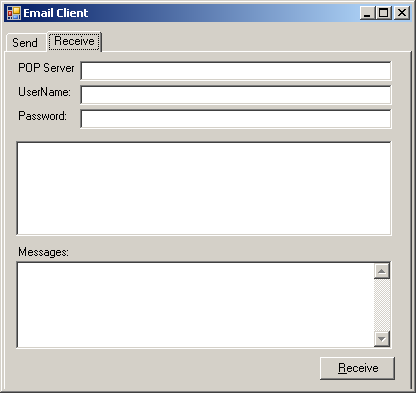 Email Client
Send
Receive
POP Server
UserName:
Password:
Messages:
Receive